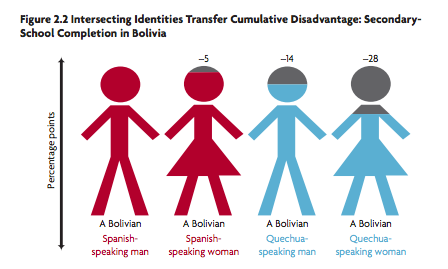 Figure 2.2 Intersecting Identities Transfer Cumulative Disadvantage: Secondary-
School Completion in Bolivia
–5
–14
–28
Percentage points
A Bolivian
Spanish-
speaking man
A Bolivian
Spanish-
speaking woman
A Bolivian
Quechua-
speaking man
A Bolivian
Quechua-
speaking woman